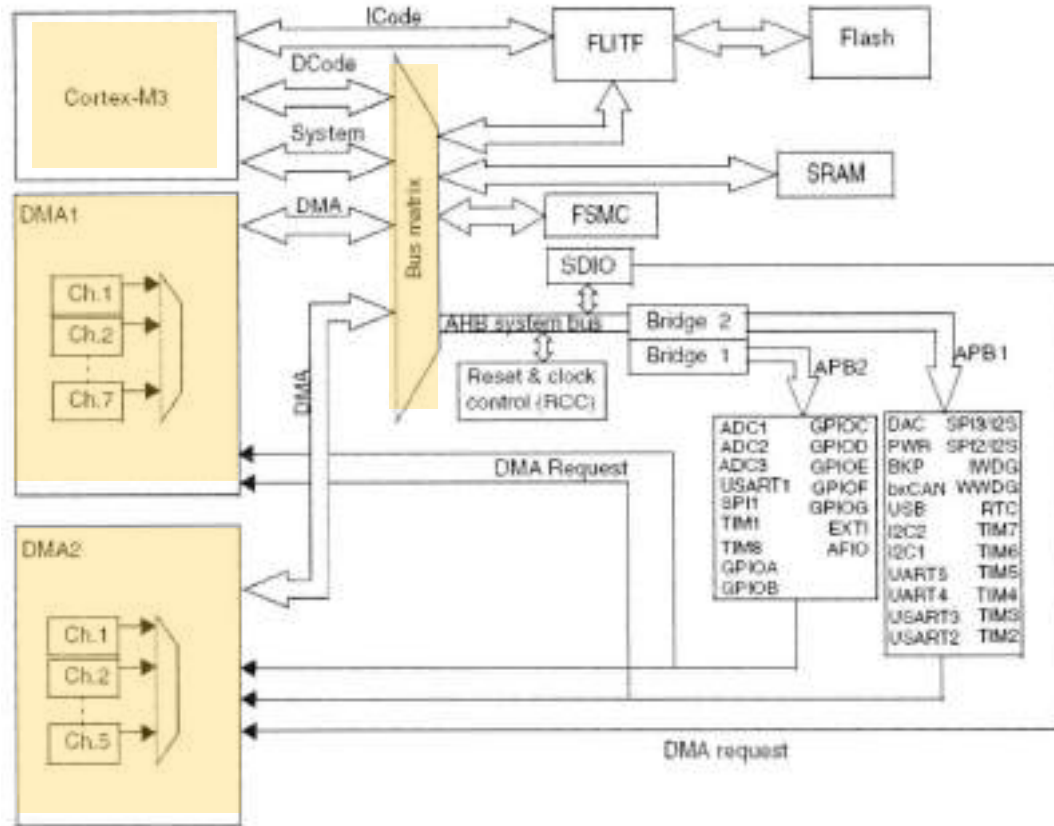 ICode
FLITF
Flash
DCode
Cortex-M3
System
SRAM
DMA1
DMA
FSMC
Bus matrix
SDIO
Ch.1
Ch.2
Ch.7
AHB system bus
Bridge 2
Bridge 1
APB1
APB2
Reset & clock
control (RCC)
DMA
DMA Request
ADC1 GPIOC
ADC2 GPIOD
ADC3 GPIOE
USART1 GPIOF
SPI1 GPIOG
TIM1 EXTI
TIM8 AFIO
GPIOA
GPIOB
DAC SPI3/I2S
PWR SPI2/I2S
BKP IWDG
bxCAN WWDG
USB RTC
I2C2 TIM7
I2C1 TIM6
UART5 TIM5
UART4 TIM4
USART3 TIM3
USART2 TIM2
DMA2
Ch.1
Ch.2
Ch.5
DMA request